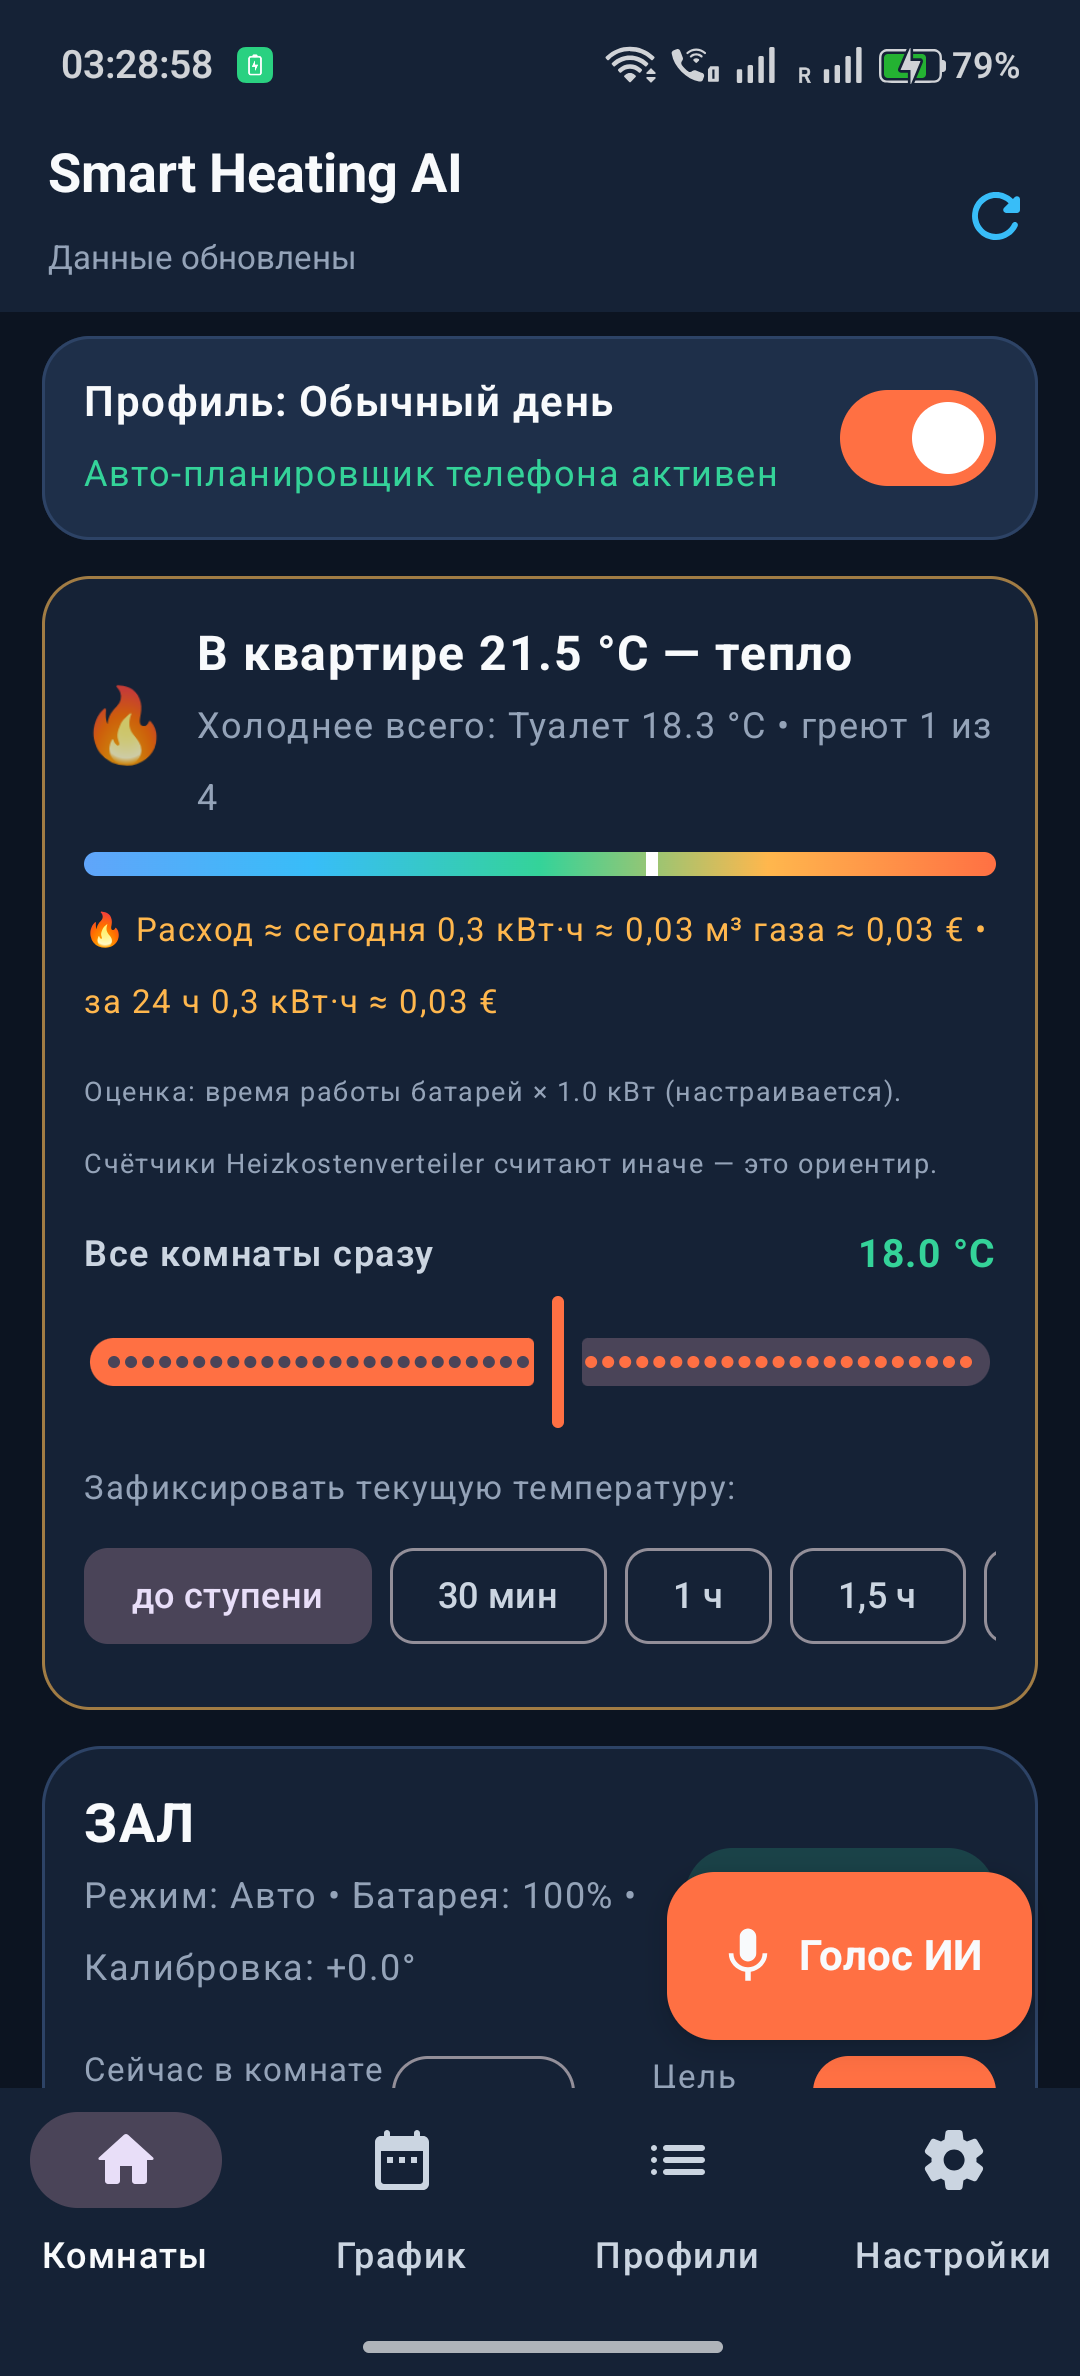 03:28:58
R
79%
Smart Heating AI
Данные обновлены
Профиль: Обычный день
Авто-планировщик телефона активен
В квартире 21.5 °C — тепло
Холоднее всего: Туалет 18.3 °C • греют 1 из
4
🔥 Расход ≈ сегодня 0,3 кВт·ч ≈ 0,03 м³ газа ≈ 0,03 € •
за 24 ч 0,3 кВт·ч ≈ 0,03 €
Оценка: время работы батарей × 1.0 кВт (настраивается).
Счётчики Heizkostenverteiler считают иначе — это ориентир.
Все комнаты сразу
18.0 °C
Зафиксировать текущую температуру:
до ступени
30 мин
1 ч
1,5 ч
ЗАЛ
Режим: Авто • Батарея: 100% •
Калибровка: +0.0°
Голос ИИ
Сейчас в комнате
Цель
Комнаты
График
Профили
Настройки